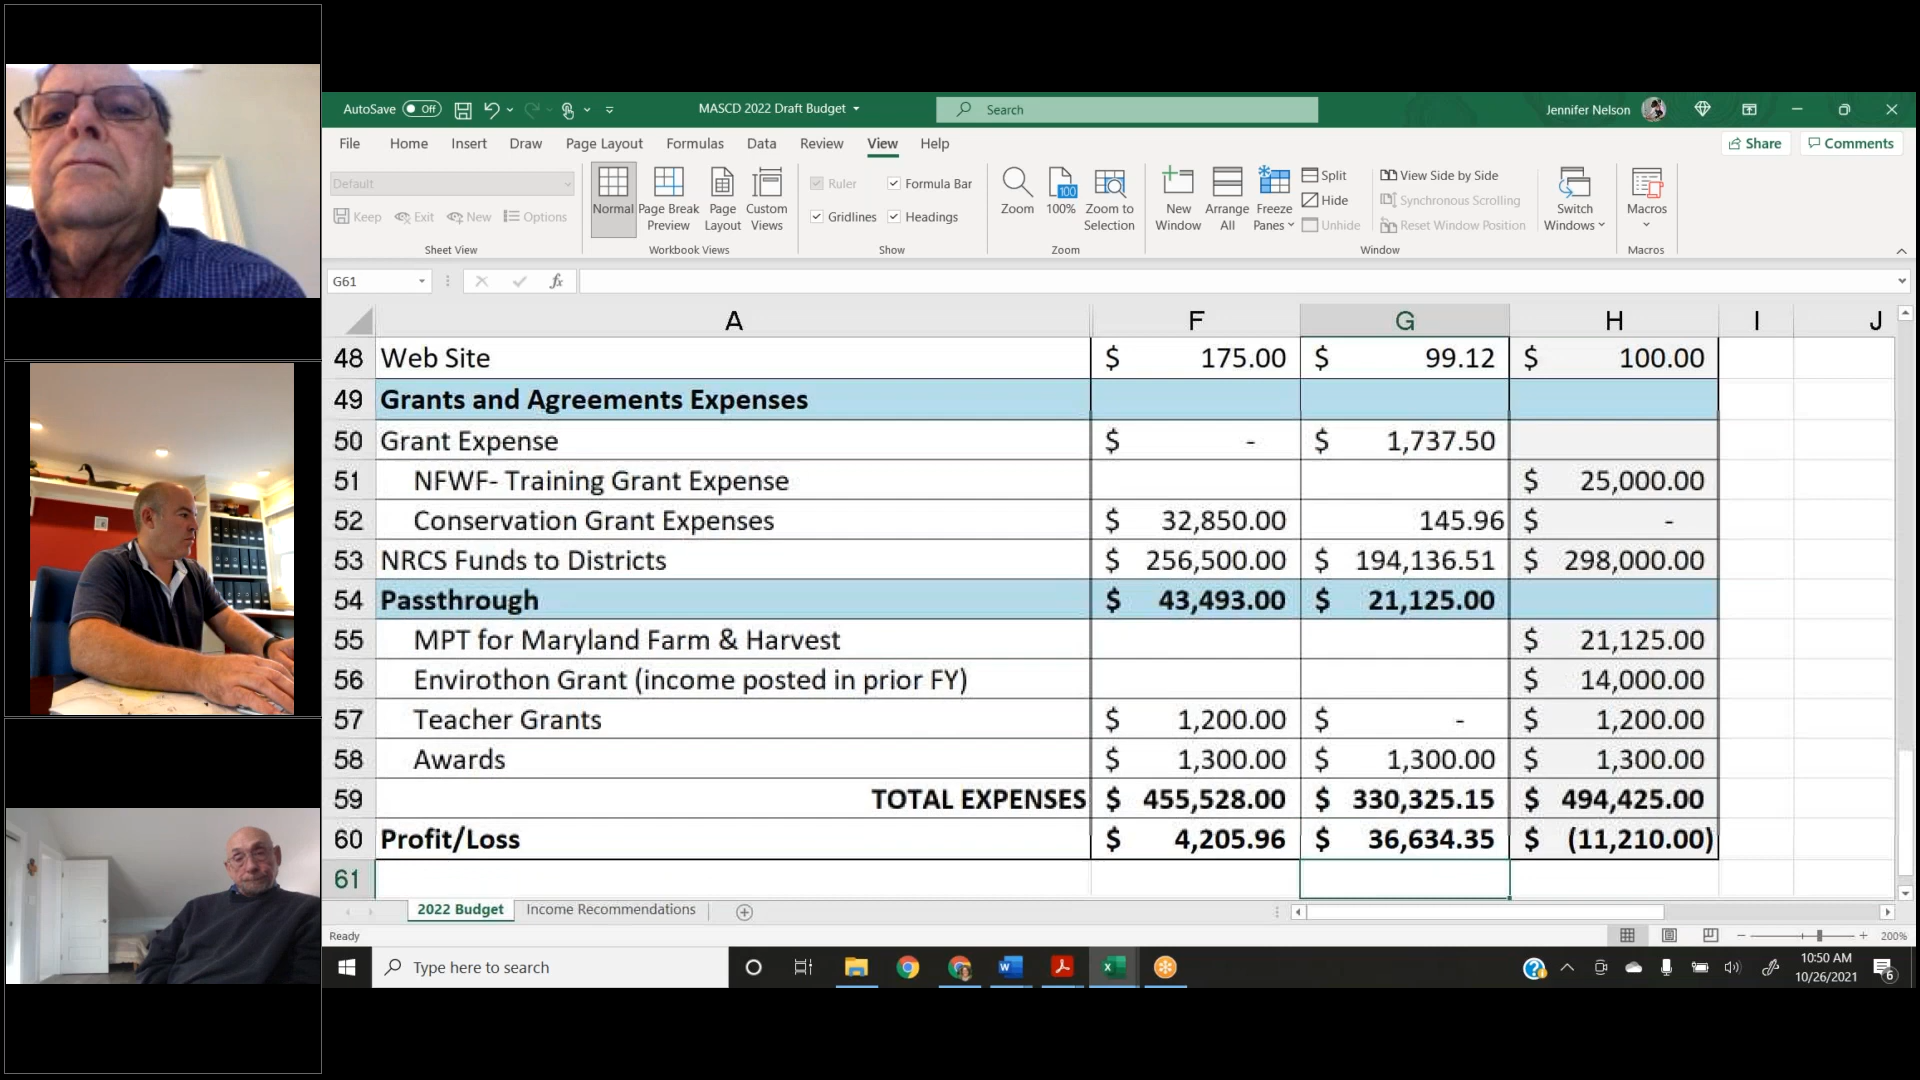 AutoSave Off MASCD 2022 Draft Budget Search Jennifer Nelson
File Home Insert Draw Page Layout Formulas Data Review View Help Share Comments
Default
Keep Exit New Options
Sheet View
Normal Page Break Preview Page Layout Custom Views
Workbook Views
Ruler Formula Bar
Gridlines Headings
Show
Zoom 100% Zoom to Selection
Zoom
New Window Arrange All Freeze Panes
Split View Side by Side
Hide Synchronous Scrolling
Unhide Reset Window Position
Window
Switch Windows
Macros
Macros
G61 fx
A F G H I J
48 Web Site $ 175.00 $ 99.12 $ 100.00
49 Grants and Agreements Expenses
50 Grant Expense $ - $ 1,737.50
51 NFWF- Training Grant Expense $ 25,000.00
52 Conservation Grant Expenses $ 32,850.00 145.96 $ -
53 NRCS Funds to Districts $ 256,500.00 $ 194,136.51 $ 298,000.00
54 Passthrough $ 43,493.00 $ 21,125.00
55 MPT for Maryland Farm & Harvest $ 21,125.00
56 Envirothon Grant (income posted in prior FY) $ 14,000.00
57 Teacher Grants $ 1,200.00 $ - $ 1,200.00
58 Awards $ 1,300.00 $ 1,300.00 $ 1,300.00
59 TOTAL EXPENSES $ 455,528.00 $ 330,325.15 $ 494,425.00
60 Profit/Loss $ 4,205.96 $ 36,634.35 $ (11,210.00)
61
2022 Budget Income Recommendations
Ready 200%
Type here to search 10:50 AM
10/26/2021 6